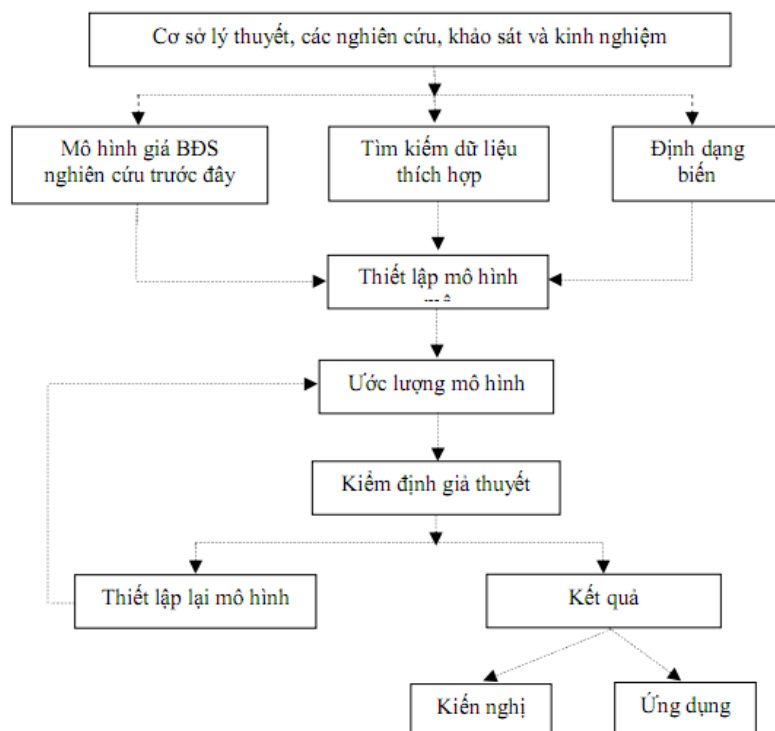 Cơ sở lý thuyết, các nghiên cứu, khảo sát và kinh nghiệm
Mô hình giá BĐS
nghiên cứu trước đây
Tìm kiếm dữ liệu
thích hợp
Định dạng
biến
Thiết lập mô hình
Ước lượng mô hình
Kiểm định giả thuyết
Thiết lập lại mô hình
Kết quả
Kiến nghị
Ứng dụng